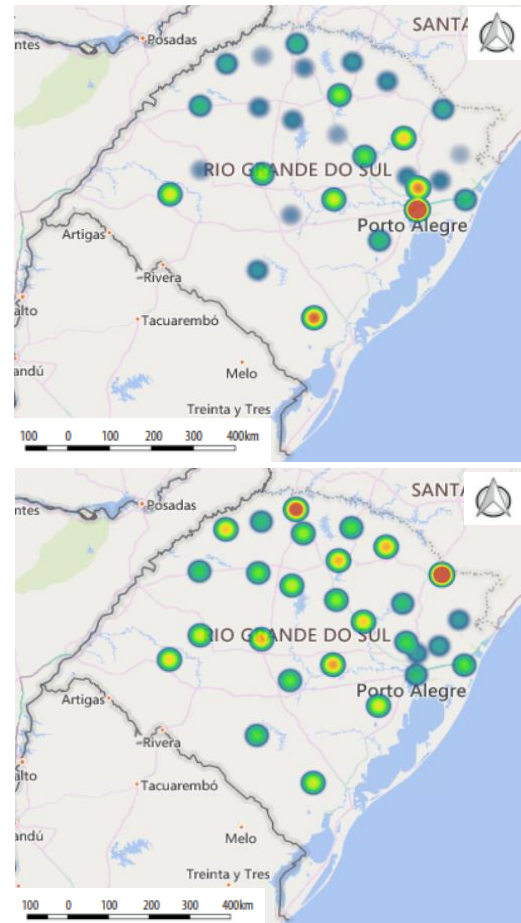 SANTA
ntes
Posadas
RIO GRANDE DO SUL
Porto Alegre
Artigas
Rivera
alto
Tacuarembó
andú
Melo
Treinta y Tres
100 0 100 200 300 400km
SANT
ntes
Posadas
RIO GRANDE DO SUL
Porto Alegre
Artigas
Rivera
alto
Tacuarembó
andú
Melo
Treinta y Tres
100 0 100 200 300 400km